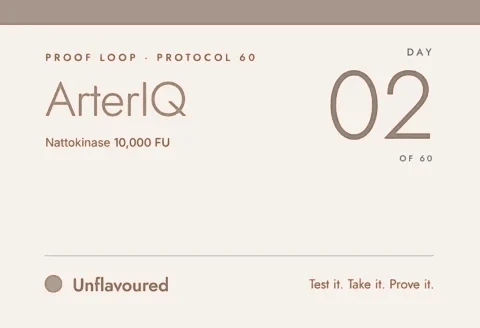 PROOF LOOP · PROTOCOL 60
ArterIQ
Nattokinase 10,000 FU
DAY
02
OF 60
Unflavoured
Test it. Take it. Prove it.